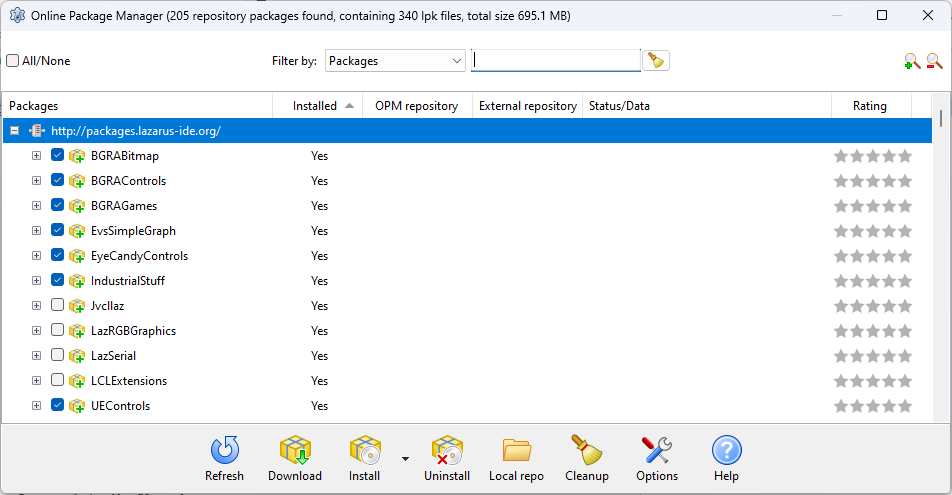 Online Package Manager (205 repository packages found, containing 340 lpk files, total size 695.1 MB)
All/None Filter by: Packages
Packages Installed OPM repository External repository Status/Data Rating
http://packages.lazarus-ide.org/
BGRABitmap Yes
BGRAControls Yes
BGRAGames Yes
EvsSimpleGraph Yes
EyeCandyControls Yes
IndustrialStuff Yes
Jvcllaz Yes
LazRGBGraphics Yes
LazSerial Yes
LCLExtensions Yes
UEControls Yes
Refresh Download Install Uninstall Local repo Cleanup Options Help